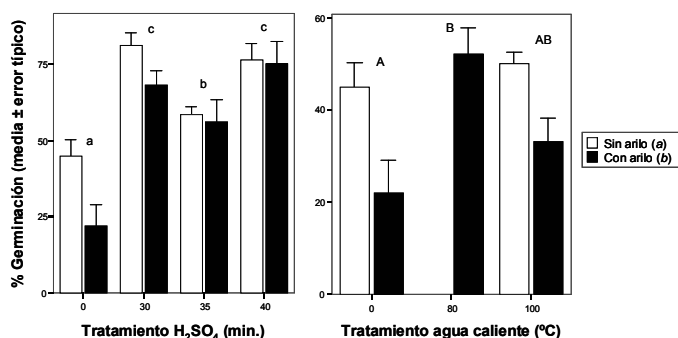 % Germinación (media ± error típico)
75
50
25
0
a
c
b
c
0
30
35
40
Tratamiento H2SO4 (min.)
60
40
20
0
A
B
AB
0
80
100
Tratamiento agua caliente (ºC)
Sin arilo (a)
Con arilo (b)